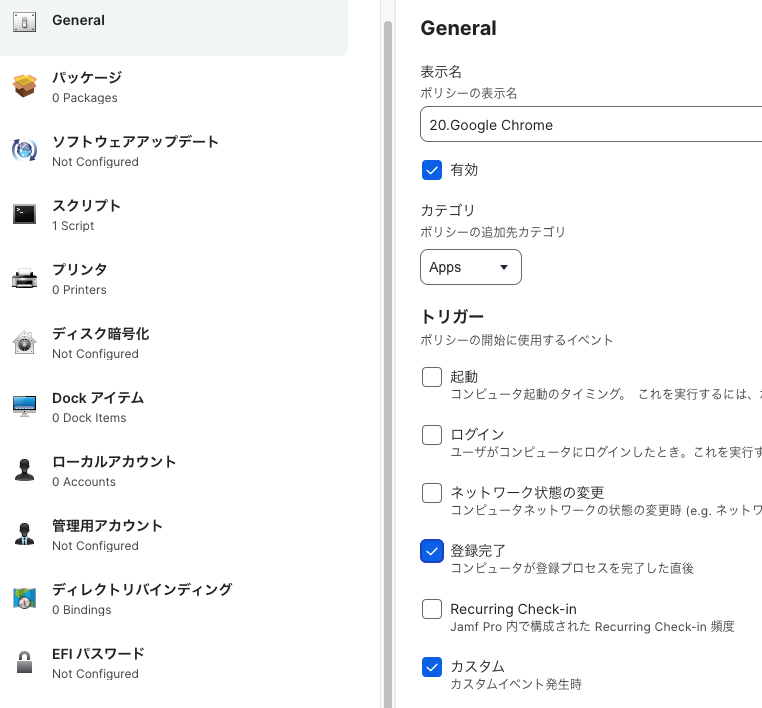 General
パッケージ
0 Packages
ソフトウェアアップデート
Not Configured
スクリプト
1 Script
プリンタ
0 Printers
ディスク暗号化
Not Configured
Dock アイテム
0 Dock Items
ローカルアカウント
0 Accounts
管理用アカウント
Not Configured
ディレクトリバインディング
0 Bindings
EFI パスワード
Not Configured
General
表示名
ポリシーの表示名
20.Google Chrome
有効
カテゴリ
ポリシーの追加先カテゴリ
Apps
トリガー
ポリシーの開始に使用するイベント
起動
コンピュータ起動のタイミング。 これを実行するには、
ログイン
ユーザがコンピュータにログインしたとき。これを実行す
ネットワーク状態の変更
コンピュータネットワークの状態の変更時 (e.g. ネットワ
登録完了
コンピュータが登録プロセスを完了した直後
Recurring Check-in
Jamf Pro 内で構成された Recurring Check-in 頻度
カスタム
カスタムイベント発生時